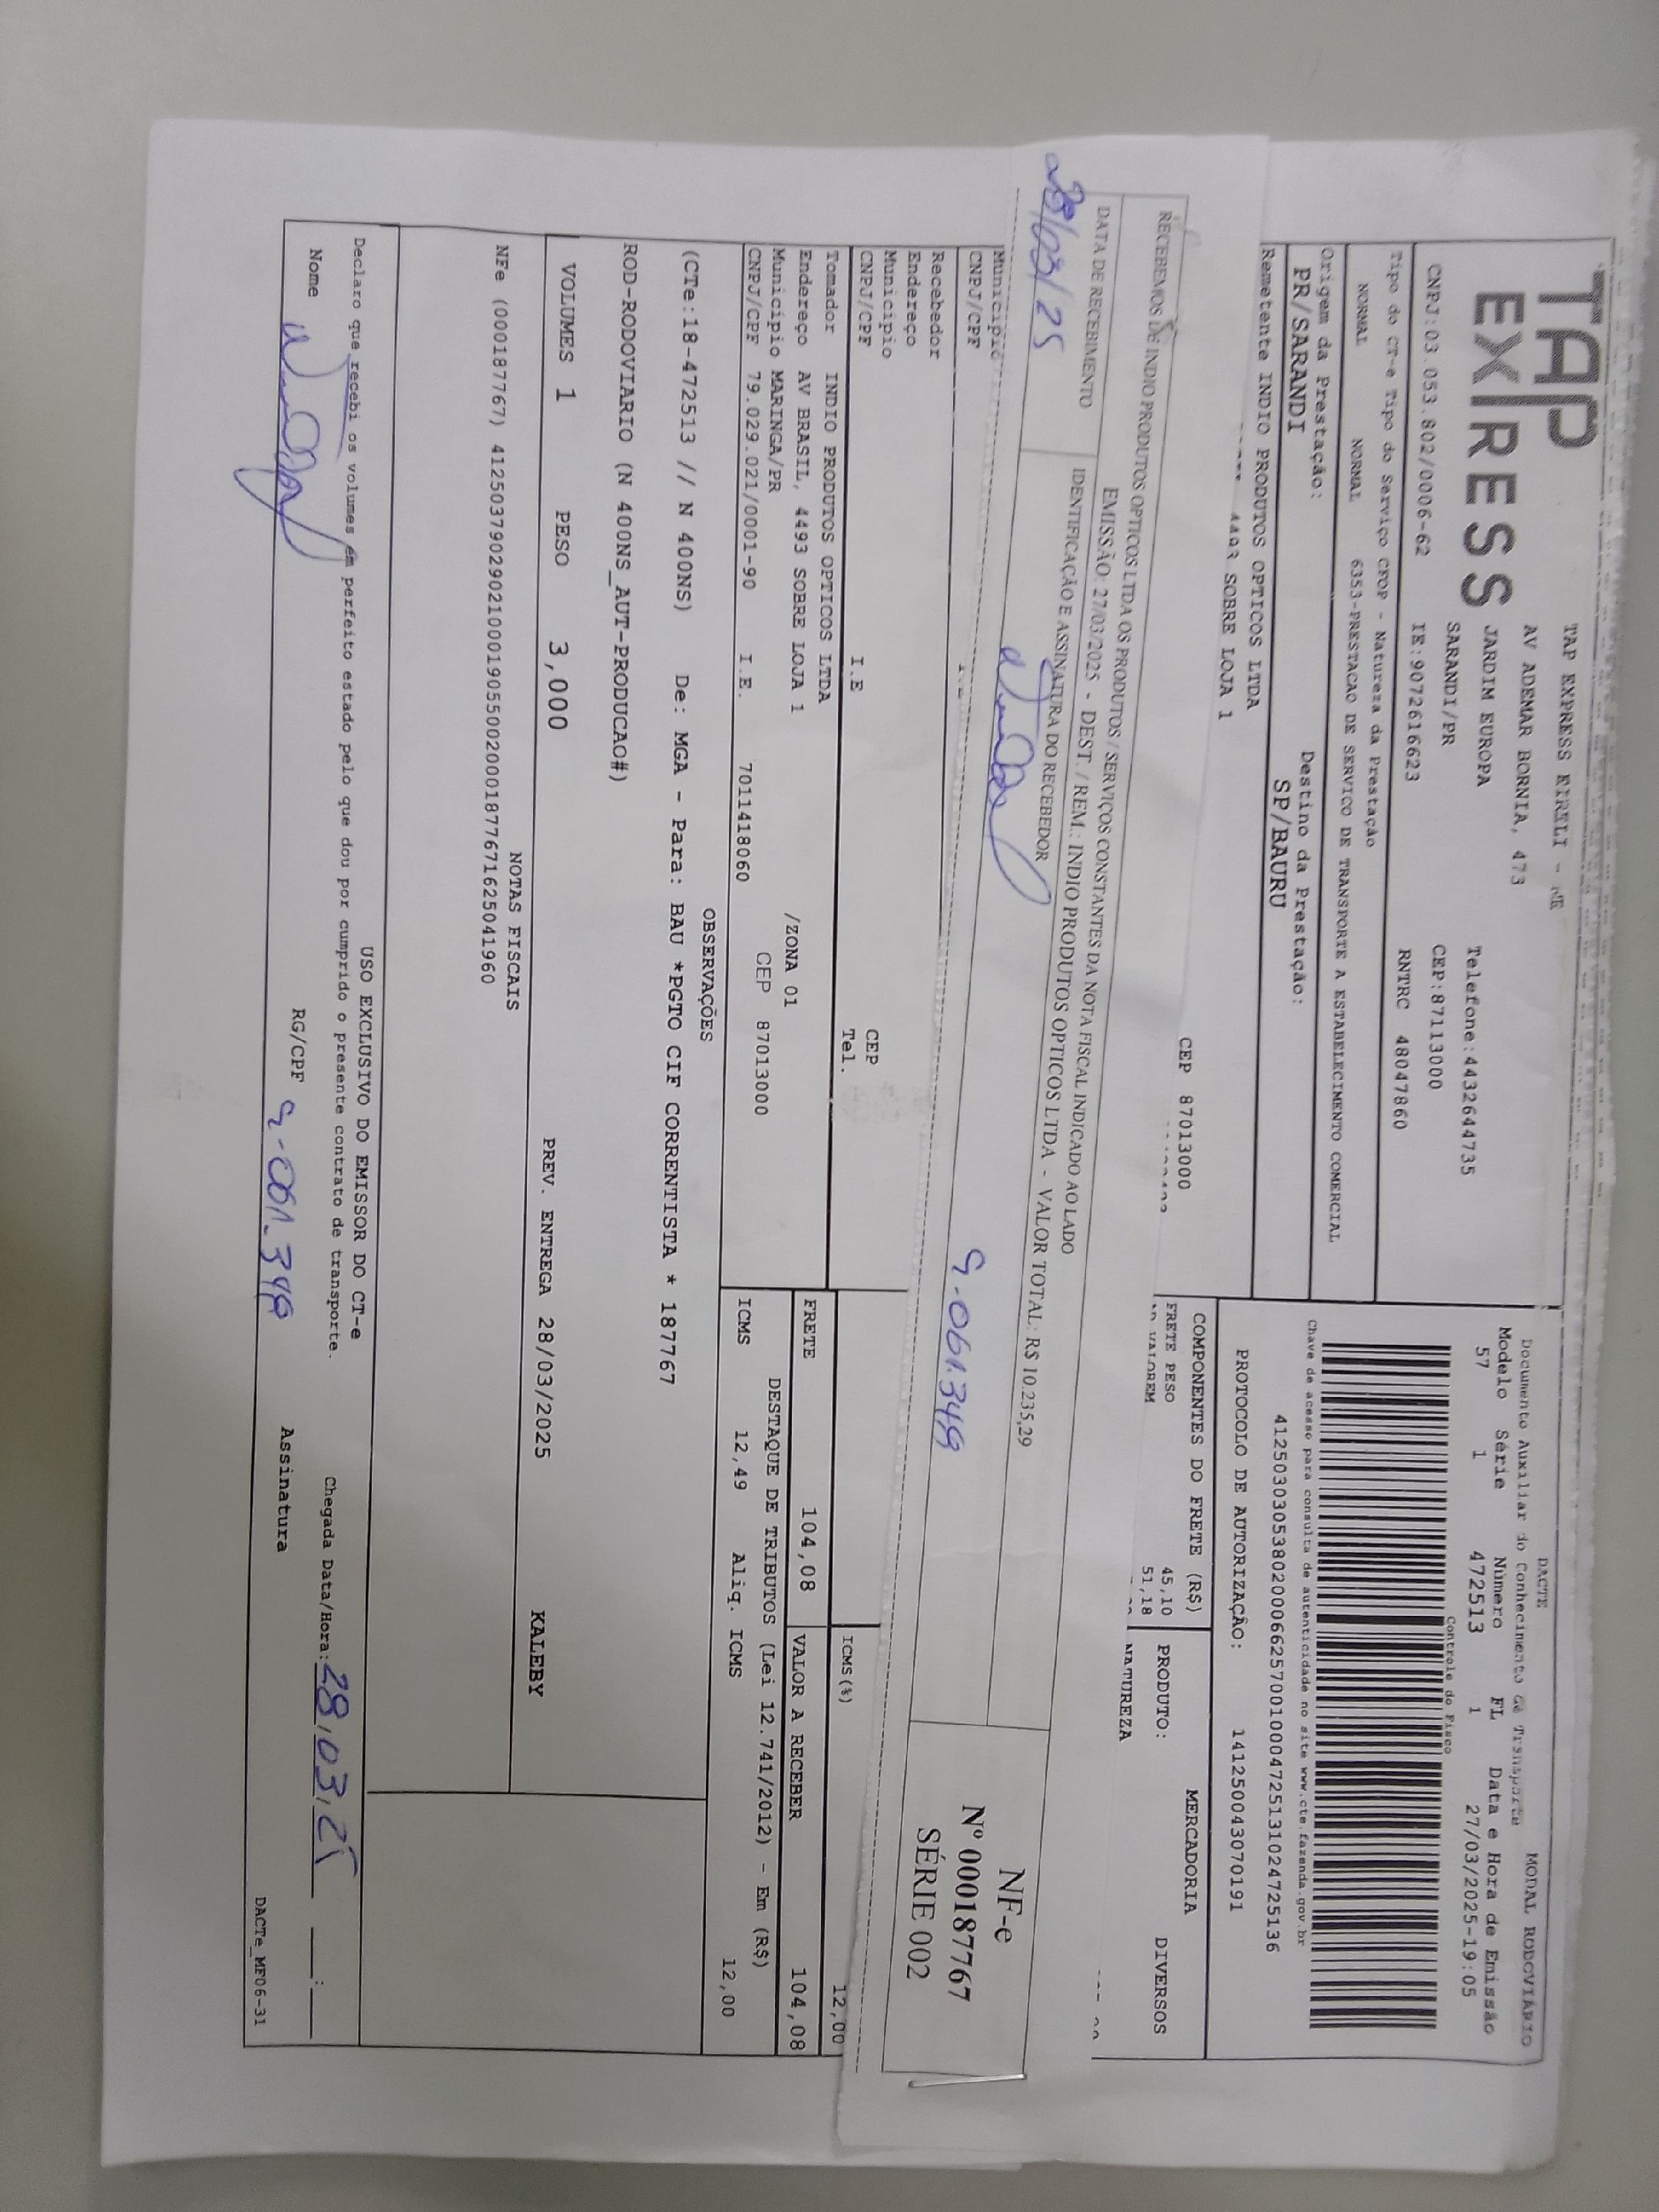 TAP
EXPRESS
TAP EXPRESS EIRELI - ME
AV ADEMAR BORNIA, 473
JARDIM EUROPA
SARANDI/PR
Telefone:4432644735
CEP:87113000
CNPJ:03.053.802/0006-62 IE:9072616623 RNTRC 48047860
Tipo do CT-e Tipo do Serviço CFOP - Natureza da Prestação
NORMAL NORMAL 6353-PRESTACAO DE SERVICO DE TRANSPORTE A ESTABELECIMENTO COMERCIAL
Origem da Prestação: Destino da Prestação:
PR/SARANDI SP/BAURU
Remetente INDIO PRODUTOS OPTICOS LTDA
4493 SOBRE LOJA 1
CEP 87013000
DACTE MODAL RODOVIÁRIO
Documento Auxiliar do Conhecimento de Transporte
Modelo Série Número FL Data e Hora de Emissão
57 1 472513 1 27/03/2025-19:05
Controle do Fisco
Chave de acesso para consulta de autenticidade no site www.cte.fazenda.gov.br
41250303053802000662570010004725131024725136
PROTOCOLO DE AUTORIZAÇÃO: 141250043070191
COMPONENTES DO FRETE (R$) MERCADORIA
FRETE PESO 45,10 PRODUTO: DIVERSOS
AD VALOREM 51,18 NATUREZA
RECEBEMOS DE INDIO PRODUTOS OPTICOS LTDA OS PRODUTOS / SERVIÇOS CONSTANTES DA NOTA FISCAL INDICADO AO LADO
EMISSÃO: 27/03/2025 - DEST. / REM.: INDIO PRODUTOS OPTICOS LTDA - VALOR TOTAL: R$ 10.235,29
DATA DE RECEBIMENTO IDENTIFICAÇÃO E ASSINATURA DO RECEBEDOR
28/03/25 9.061.349
NF-e
Nº 000187767
SÉRIE 002
Município
CNPJ/CPF
Recebedor
Endereço
Município CEP
CNPJ/CPF I.E Tel.
ICMS(%)
12,00
Tomador INDIO PRODUTOS OPTICOS LTDA
Endereço AV BRASIL, 4493 SOBRE LOJA 1 /ZONA 01
Município MARINGA/PR CEP 87013000
CNPJ/CPF 79.029.021/0001-90 I.E. 7011418060
FRETE 104,08 VALOR A RECEBER 104,08
DESTAQUE DE TRIBUTOS (Lei 12.741/2012) - Em (R$)
ICMS 12,49 Aliq. ICMS 12,00
OBSERVAÇÕES
(CTe:18-472513 // N 400NS) De: MGA - Para: BAU *PGTO CIF CORRENTISTA * 187767
ROD-RODOVIARIO (N 400NS_AUT-PRODUCAO#)
VOLUMES 1 PESO 3,000 PREV. ENTREGA 28/03/2025 KALEBY
NOTAS FISCAIS
NFe (000187767) 41250379029021000190550020001877671625041960
USO EXCLUSIVO DO EMISSOR DO CT-e
Declaro que recebi os volumes em perfeito estado pelo que dou por cumprido o presente contrato de transporte.
Chegada Data/Hora: 28/03/25 __:__
Nome RG/CPF 9-061.349 Assinatura
DACTe_MF06-31